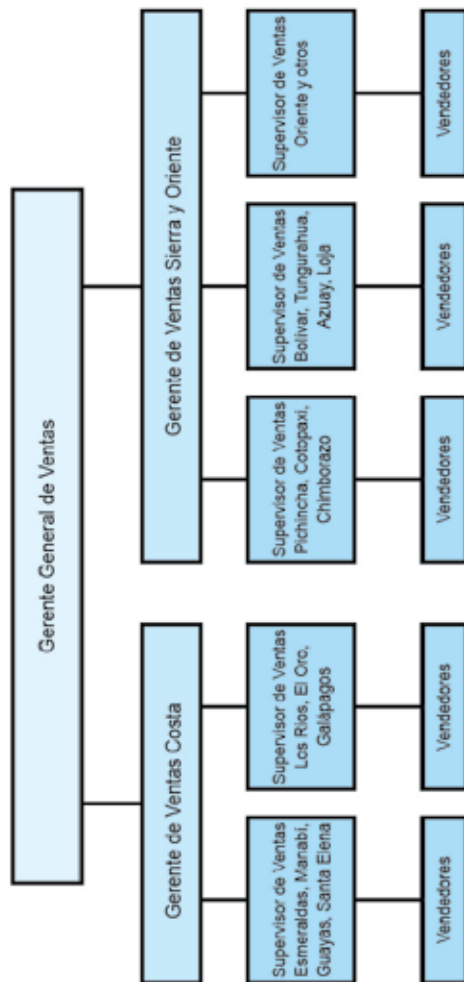 Gerente General de Ventas
Gerente de Ventas Costa
Gerente de Ventas Sierra y Oriente
Supervisor de Ventas
Esmeraldas, Manabí,
Guayas, Santa Elena
Supervisor de Ventas
Los Ríos, El Oro,
Galápagos
Supervisor de Ventas
Pichincha, Cotopaxi,
Chimborazo
Supervisor de Ventas
Bolívar, Tungurahua,
Azuay, Loja
Supervisor de Ventas
Oriente y otros
Vendedores
Vendedores
Vendedores
Vendedores
Vendedores